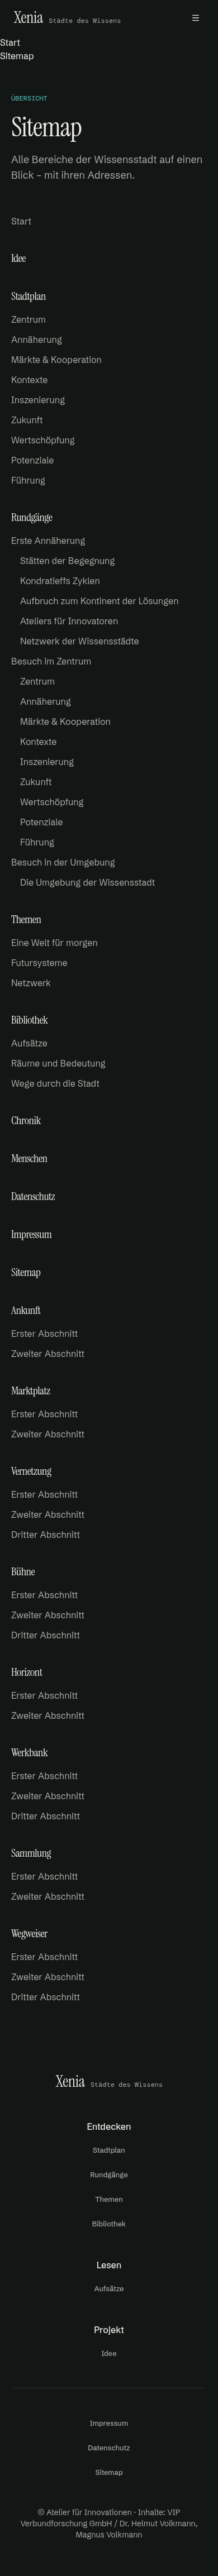 Xenia Städte des Wissens
Start
Sitemap
ÜBERSICHT
Sitemap
Alle Bereiche der Wissensstadt auf einen
Blick – mit ihren Adressen.
Start
Idee
Stadtplan
Zentrum
Annäherung
Märkte & Kooperation
Kontexte
Inszenierung
Zukunft
Wertschöpfung
Potenziale
Führung
Rundgänge
Erste Annäherung
Stätten der Begegnung
Kondratieffs Zyklen
Aufbruch zum Kontinent der Lösungen
Ateliers für Innovatoren
Netzwerk der Wissensstädte
Besuch im Zentrum
Zentrum
Annäherung
Märkte & Kooperation
Kontexte
Inszenierung
Zukunft
Wertschöpfung
Potenziale
Führung
Besuch in der Umgebung
Die Umgebung der Wissensstadt
Themen
Eine Welt für morgen
Futursysteme
Netzwerk
Bibliothek
Aufsätze
Räume und Bedeutung
Wege durch die Stadt
Chronik
Menschen
Datenschutz
Impressum
Sitemap
Ankunft
Erster Abschnitt
Zweiter Abschnitt
Marktplatz
Erster Abschnitt
Zweiter Abschnitt
Vernetzung
Erster Abschnitt
Zweiter Abschnitt
Dritter Abschnitt
Bühne
Erster Abschnitt
Zweiter Abschnitt
Dritter Abschnitt
Horizont
Erster Abschnitt
Zweiter Abschnitt
Werkbank
Erster Abschnitt
Zweiter Abschnitt
Dritter Abschnitt
Sammlung
Erster Abschnitt
Zweiter Abschnitt
Wegweiser
Erster Abschnitt
Zweiter Abschnitt
Dritter Abschnitt
Xenia Städte des Wissens
Entdecken
Stadtplan
Rundgänge
Themen
Bibliothek
Lesen
Aufsätze
Projekt
Idee
Impressum
Datenschutz
Sitemap
© Atelier für Innovationen · Inhalte: VIP
Verbundforschung GmbH / Dr. Helmut Volkmann,
Magnus Volkmann